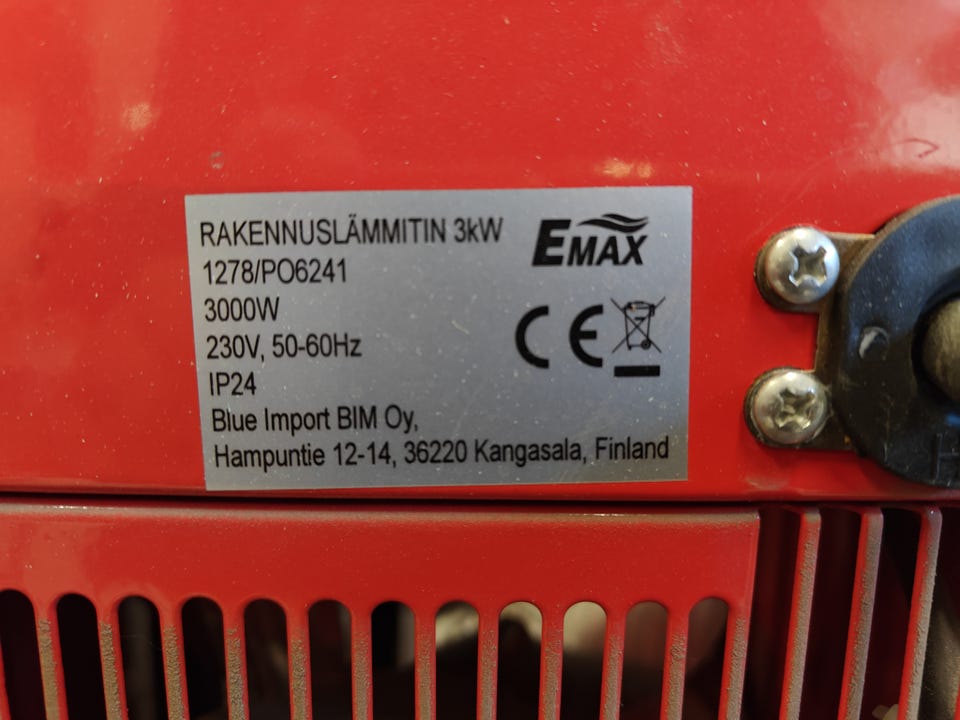 RAKENNUSLÄMMITIN 3kW
EMAX
1278/PO6241
3000W
230V, 50-60Hz
CE
IP24
Blue Import BIM Oy,
Hampuntie 12-14, 36220 Kangasala, Finland